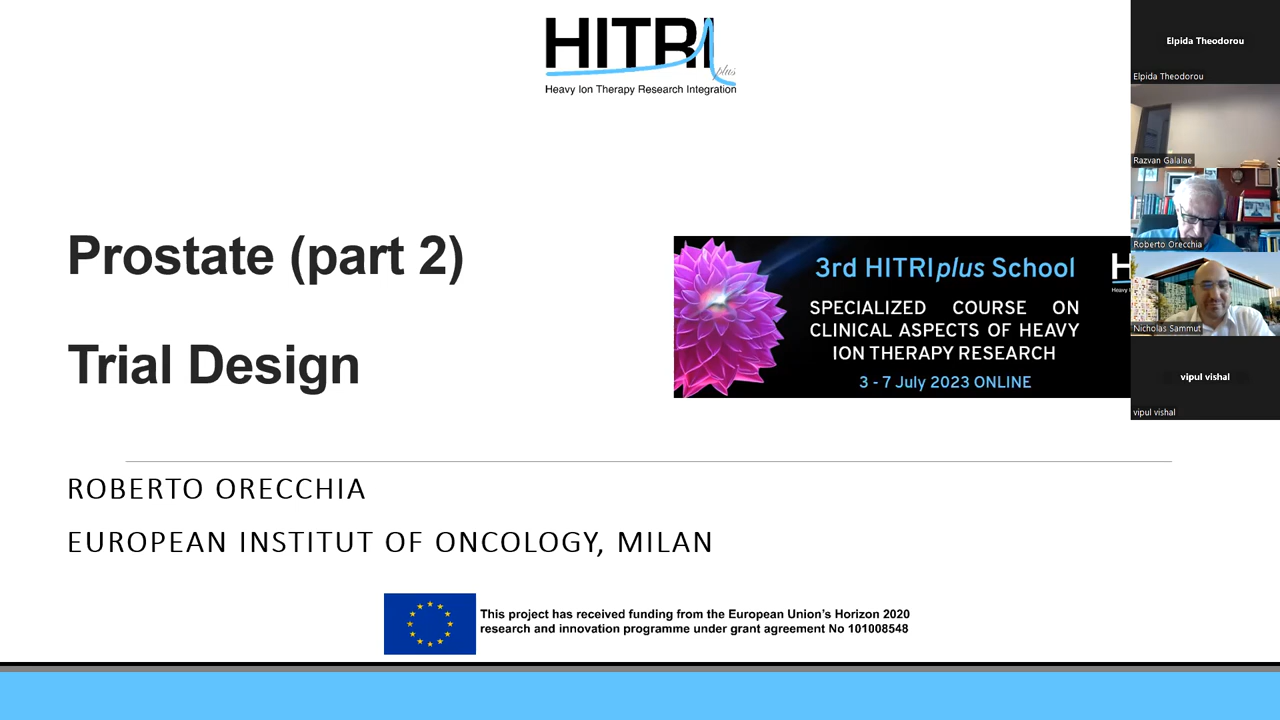 HITRI
plus
Heavy Ion Therapy Research Integration
Prostate (part 2)
Trial Design
3rd HITRIplus School
SPECIALIZED COURSE ON
CLINICAL ASPECTS OF HEAVY
ION THERAPY RESEARCH
3 - 7 July 2023 ONLINE
H
Heavy
ROBERTO ORECCHIA
EUROPEAN INSTITUT OF ONCOLOGY, MILAN
This project has received funding from the European Union's Horizon 2020
research and innovation programme under grant agreement No 101008548
Elpida Theodorou
Elpida Theodorou
Razvan Galalae
Roberto Orecchia
Nicholas Sammut
vipul vishal
vipul vishal